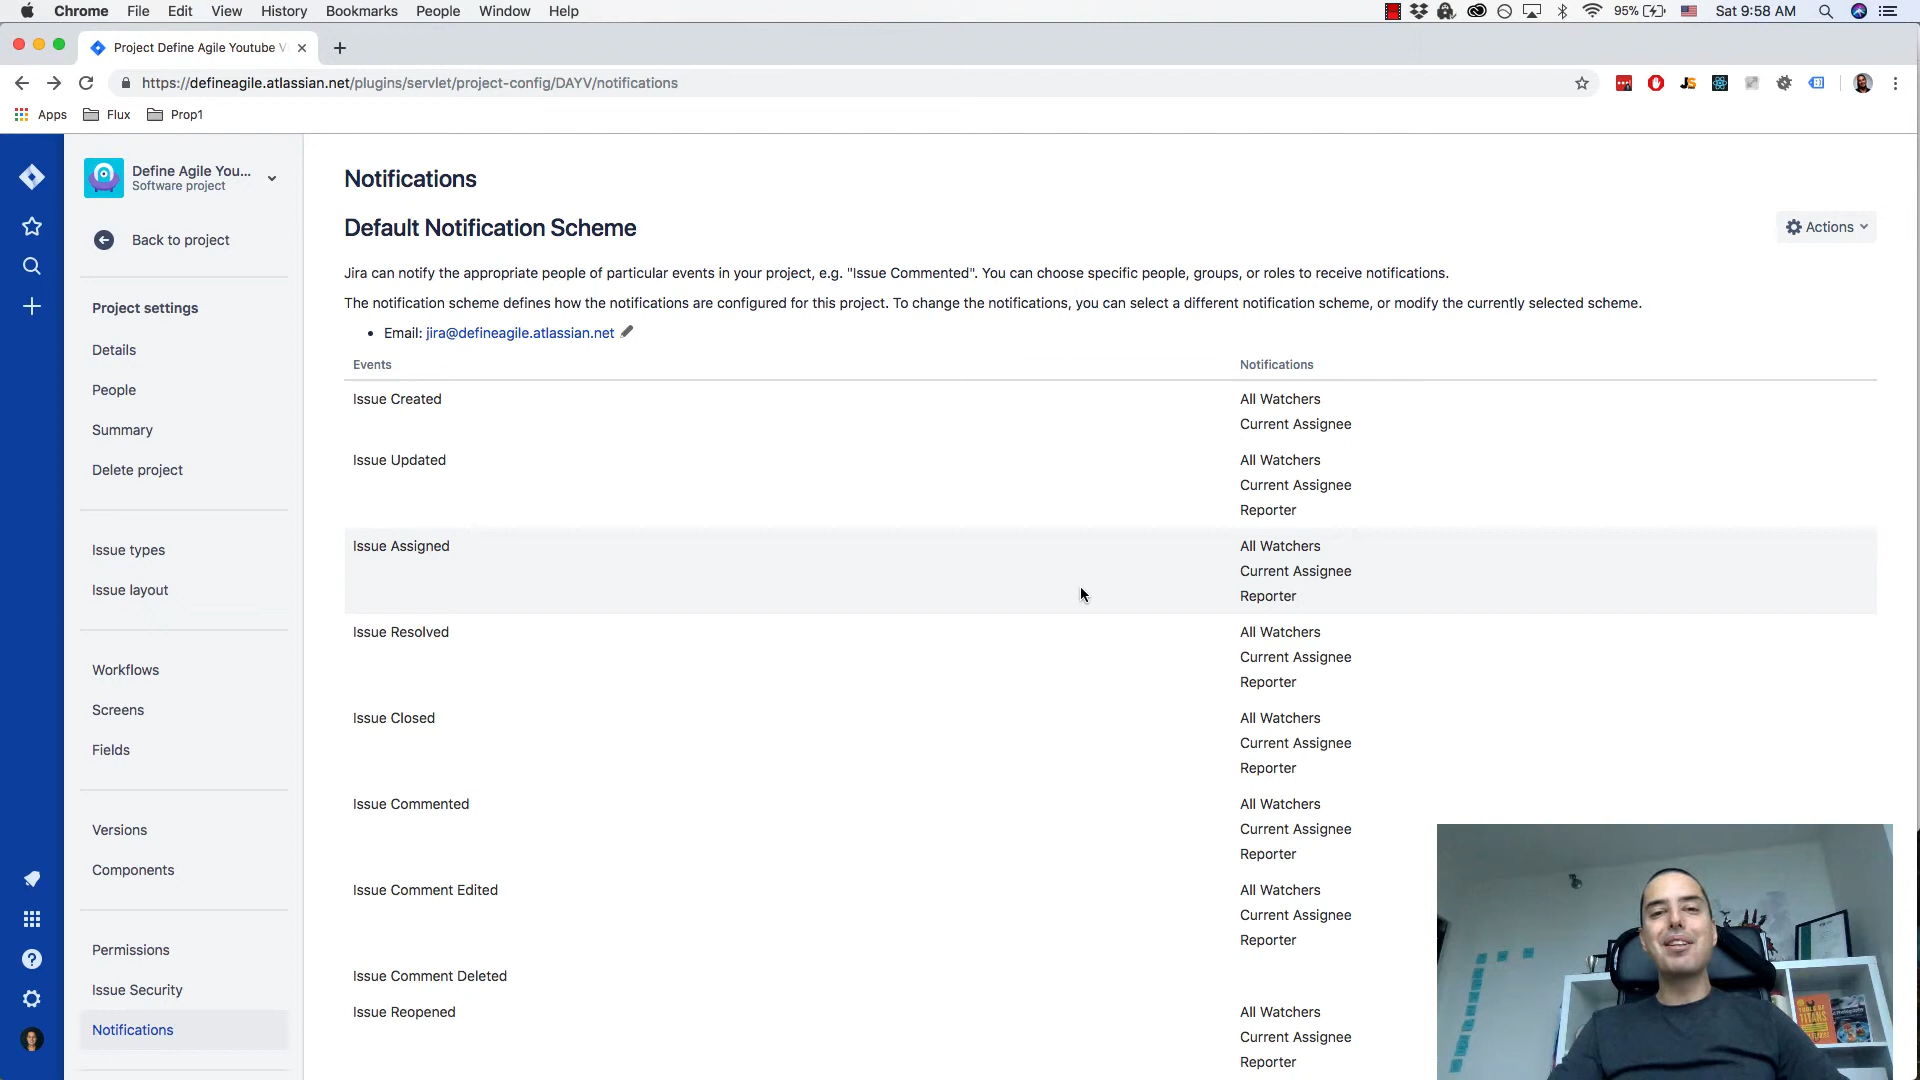 Chrome File Edit View History Bookmarks People Window Help 95% Sat 9:58 AM
Project Define Agile Youtube V
https://defineagile.atlassian.net/plugins/servlet/project-config/DAYV/notifications
Apps Flux Prop1
Define Agile You...
Software project
Back to project
Project settings
Details
People
Summary
Delete project
Issue types
Issue layout
Workflows
Screens
Fields
Versions
Components
Permissions
Issue Security
Notifications
Notifications
Default Notification Scheme
Actions
Jira can notify the appropriate people of particular events in your project, e.g. "Issue Commented". You can choose specific people, groups, or roles to receive notifications.
The notification scheme defines how the notifications are configured for this project. To change the notifications, you can select a different notification scheme, or modify the currently selected scheme.
• Email: jira@defineagile.atlassian.net
Events Notifications
Issue Created All Watchers
Current Assignee
Issue Updated All Watchers
Current Assignee
Reporter
Issue Assigned All Watchers
Current Assignee
Reporter
Issue Resolved All Watchers
Current Assignee
Reporter
Issue Closed All Watchers
Current Assignee
Reporter
Issue Commented All Watchers
Current Assignee
Reporter
Issue Comment Edited All Watchers
Current Assignee
Reporter
Issue Comment Deleted
Issue Reopened All Watchers
Current Assignee
Reporter
TITANS